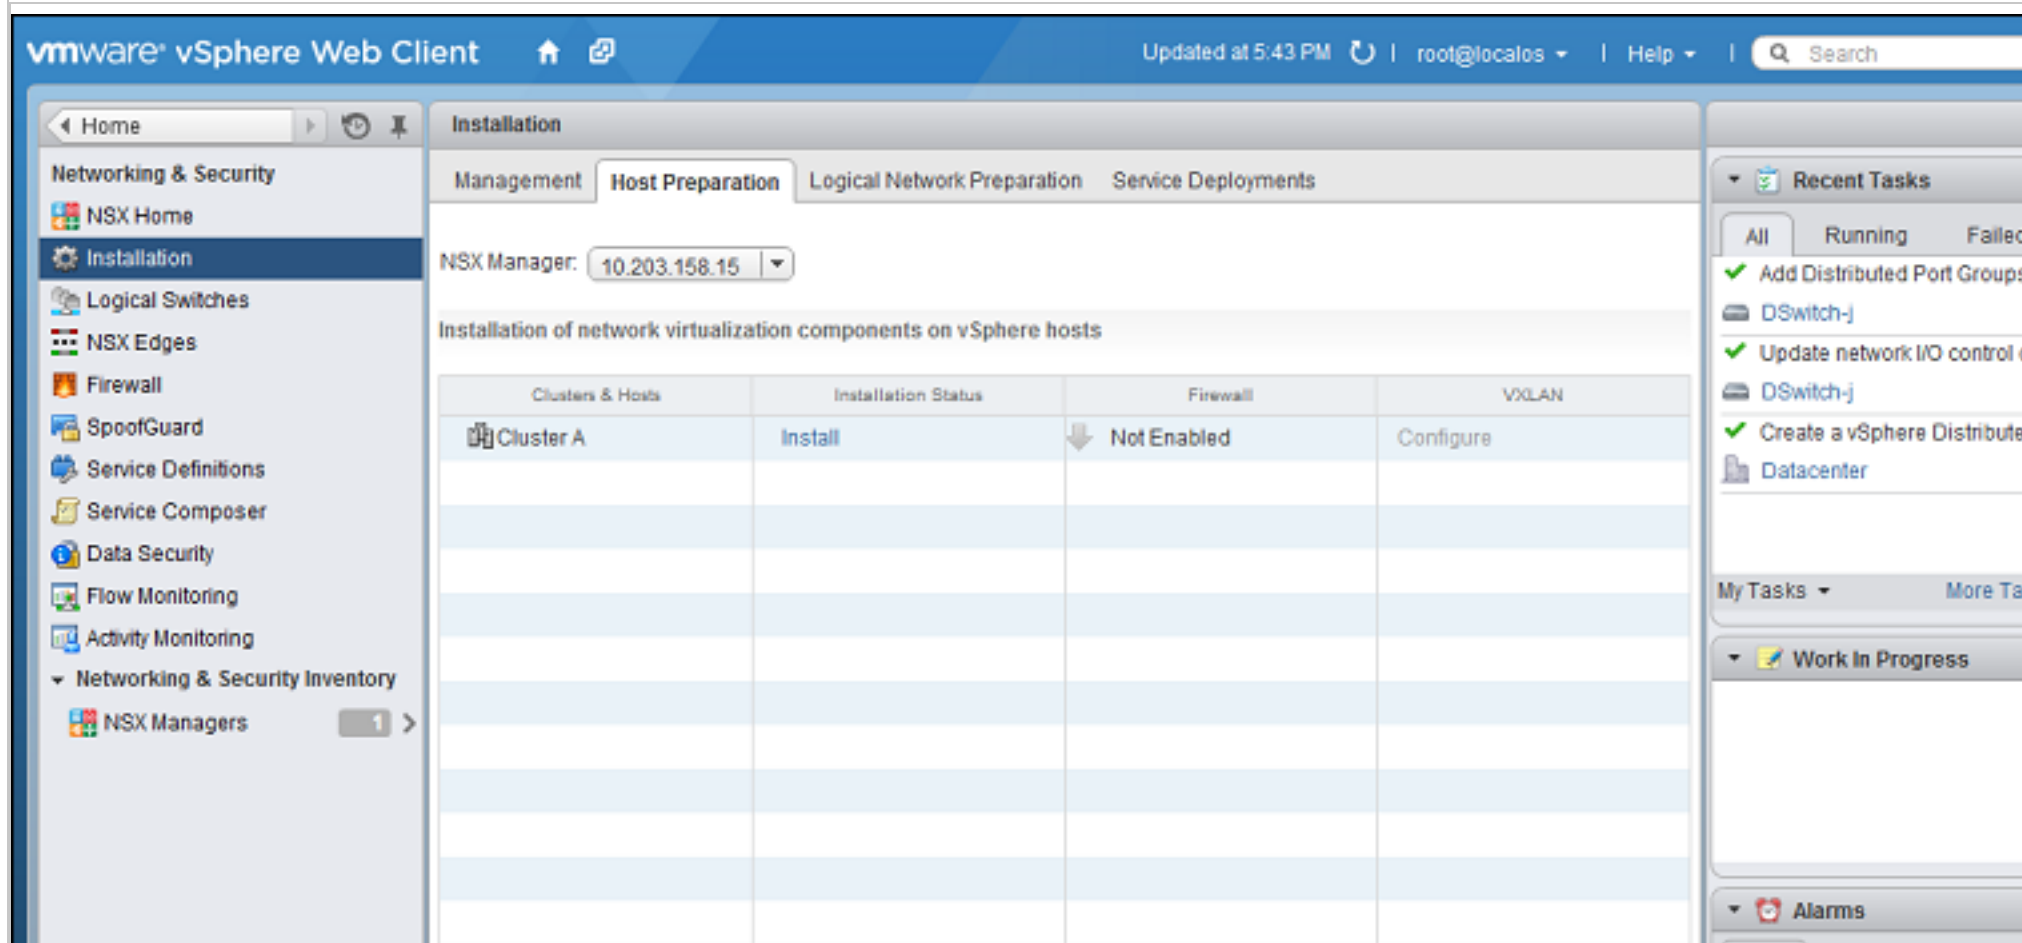 vmware® vSphere Web Client
Updated at 5:43 PM | root@localos | Help | Search
Home
Networking & Security
NSX Home
Installation
Logical Switches
NSX Edges
Firewall
SpoofGuard
Service Definitions
Service Composer
Data Security
Flow Monitoring
Activity Monitoring
Networking & Security Inventory
NSX Managers 1
Installation
Management Host Preparation Logical Network Preparation Service Deployments
NSX Manager: 10.203.158.15
Installation of network virtualization components on vSphere hosts
Clusters & Hosts Installation Status Firewall VXLAN
Cluster A Install Not Enabled Configure
Recent Tasks
All Running Failed
Add Distributed Port Groups
DSwitch-j
Update network I/O control
DSwitch-j
Create a vSphere Distribute
Datacenter
My Tasks More Ta
Work In Progress
Alarms